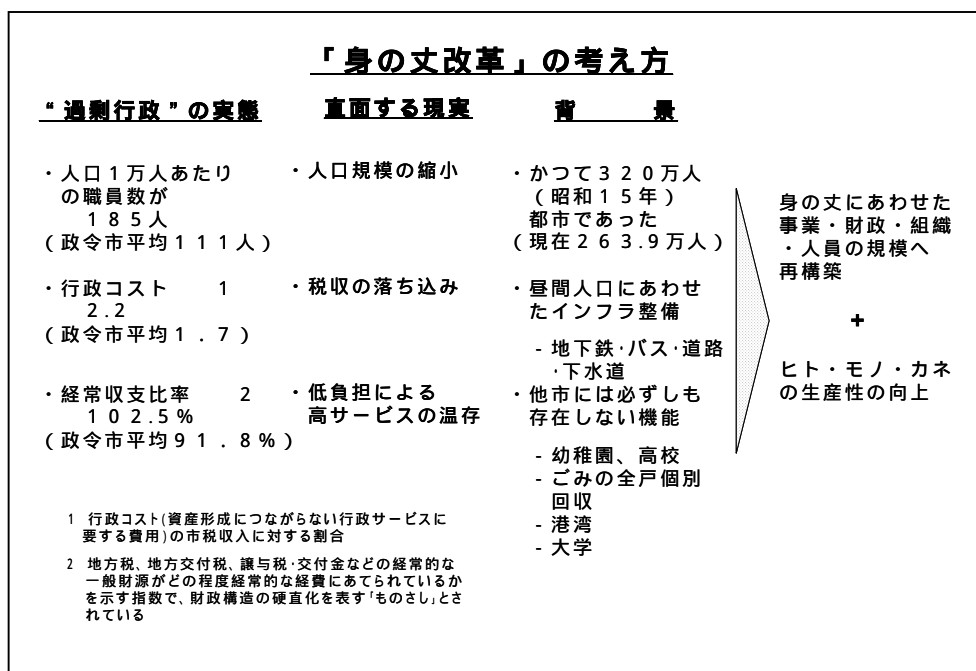 「身の丈改革」の考え方
“過剰行政”の実態
・人口1万人あたり
の職員数が
185人
(政令市平均111人)
・行政コスト 1
2.2
(政令市平均1.7)
・経常収支比率 2
102.5%
(政令市平均91.8%)
直面する現実
・人口規模の縮小
・税収の落ち込み
・低負担による
高サービスの温存
背 景
・かつて320万人
(昭和15年)
都市であった
(現在263.9万人)
・昼間人口にあわせ
たインフラ整備
- 地下鉄・バス・道路
・下水道
・他市には必ずしも
存在しない機能
- 幼稚園、高校
- ごみの全戸個別
回収
- 港湾
- 大学
身の丈にあわせた
事業・財政・組織
・人員の規模へ
再構築
+
ヒト・モノ・カネ
の生産性の向上
1 行政コスト(資産形成につながらない行政サービスに
要する費用)の市税収入に対する割合
2 地方税、地方交付税、譲与税・交付金などの経常的な
一般財源がどの程度経常的な経費にあてられているか
を示す指数で、財政構造の硬直化を表す「ものさし」とさ
れている